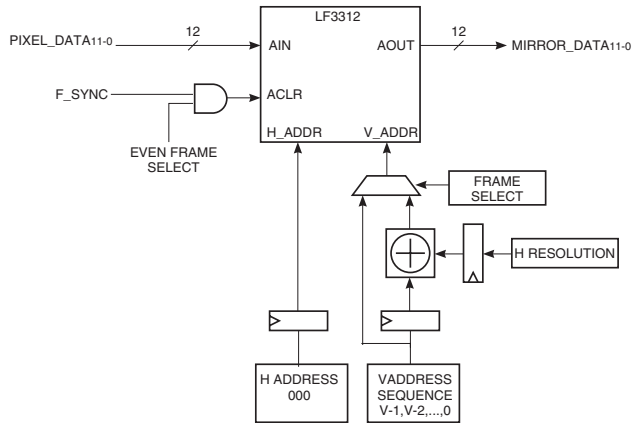 LF3312
PIXEL_DATA11-0
12
AIN
AOUT
12
MIRROR_DATA11-0
F_SYNC
ACLR
EVEN FRAME
SELECT
H_ADDR
V_ADDR
FRAME
SELECT
H RESOLUTION
H ADDRESS
000
VADDRESS
SEQUENCE
V-1,V-2,...,0